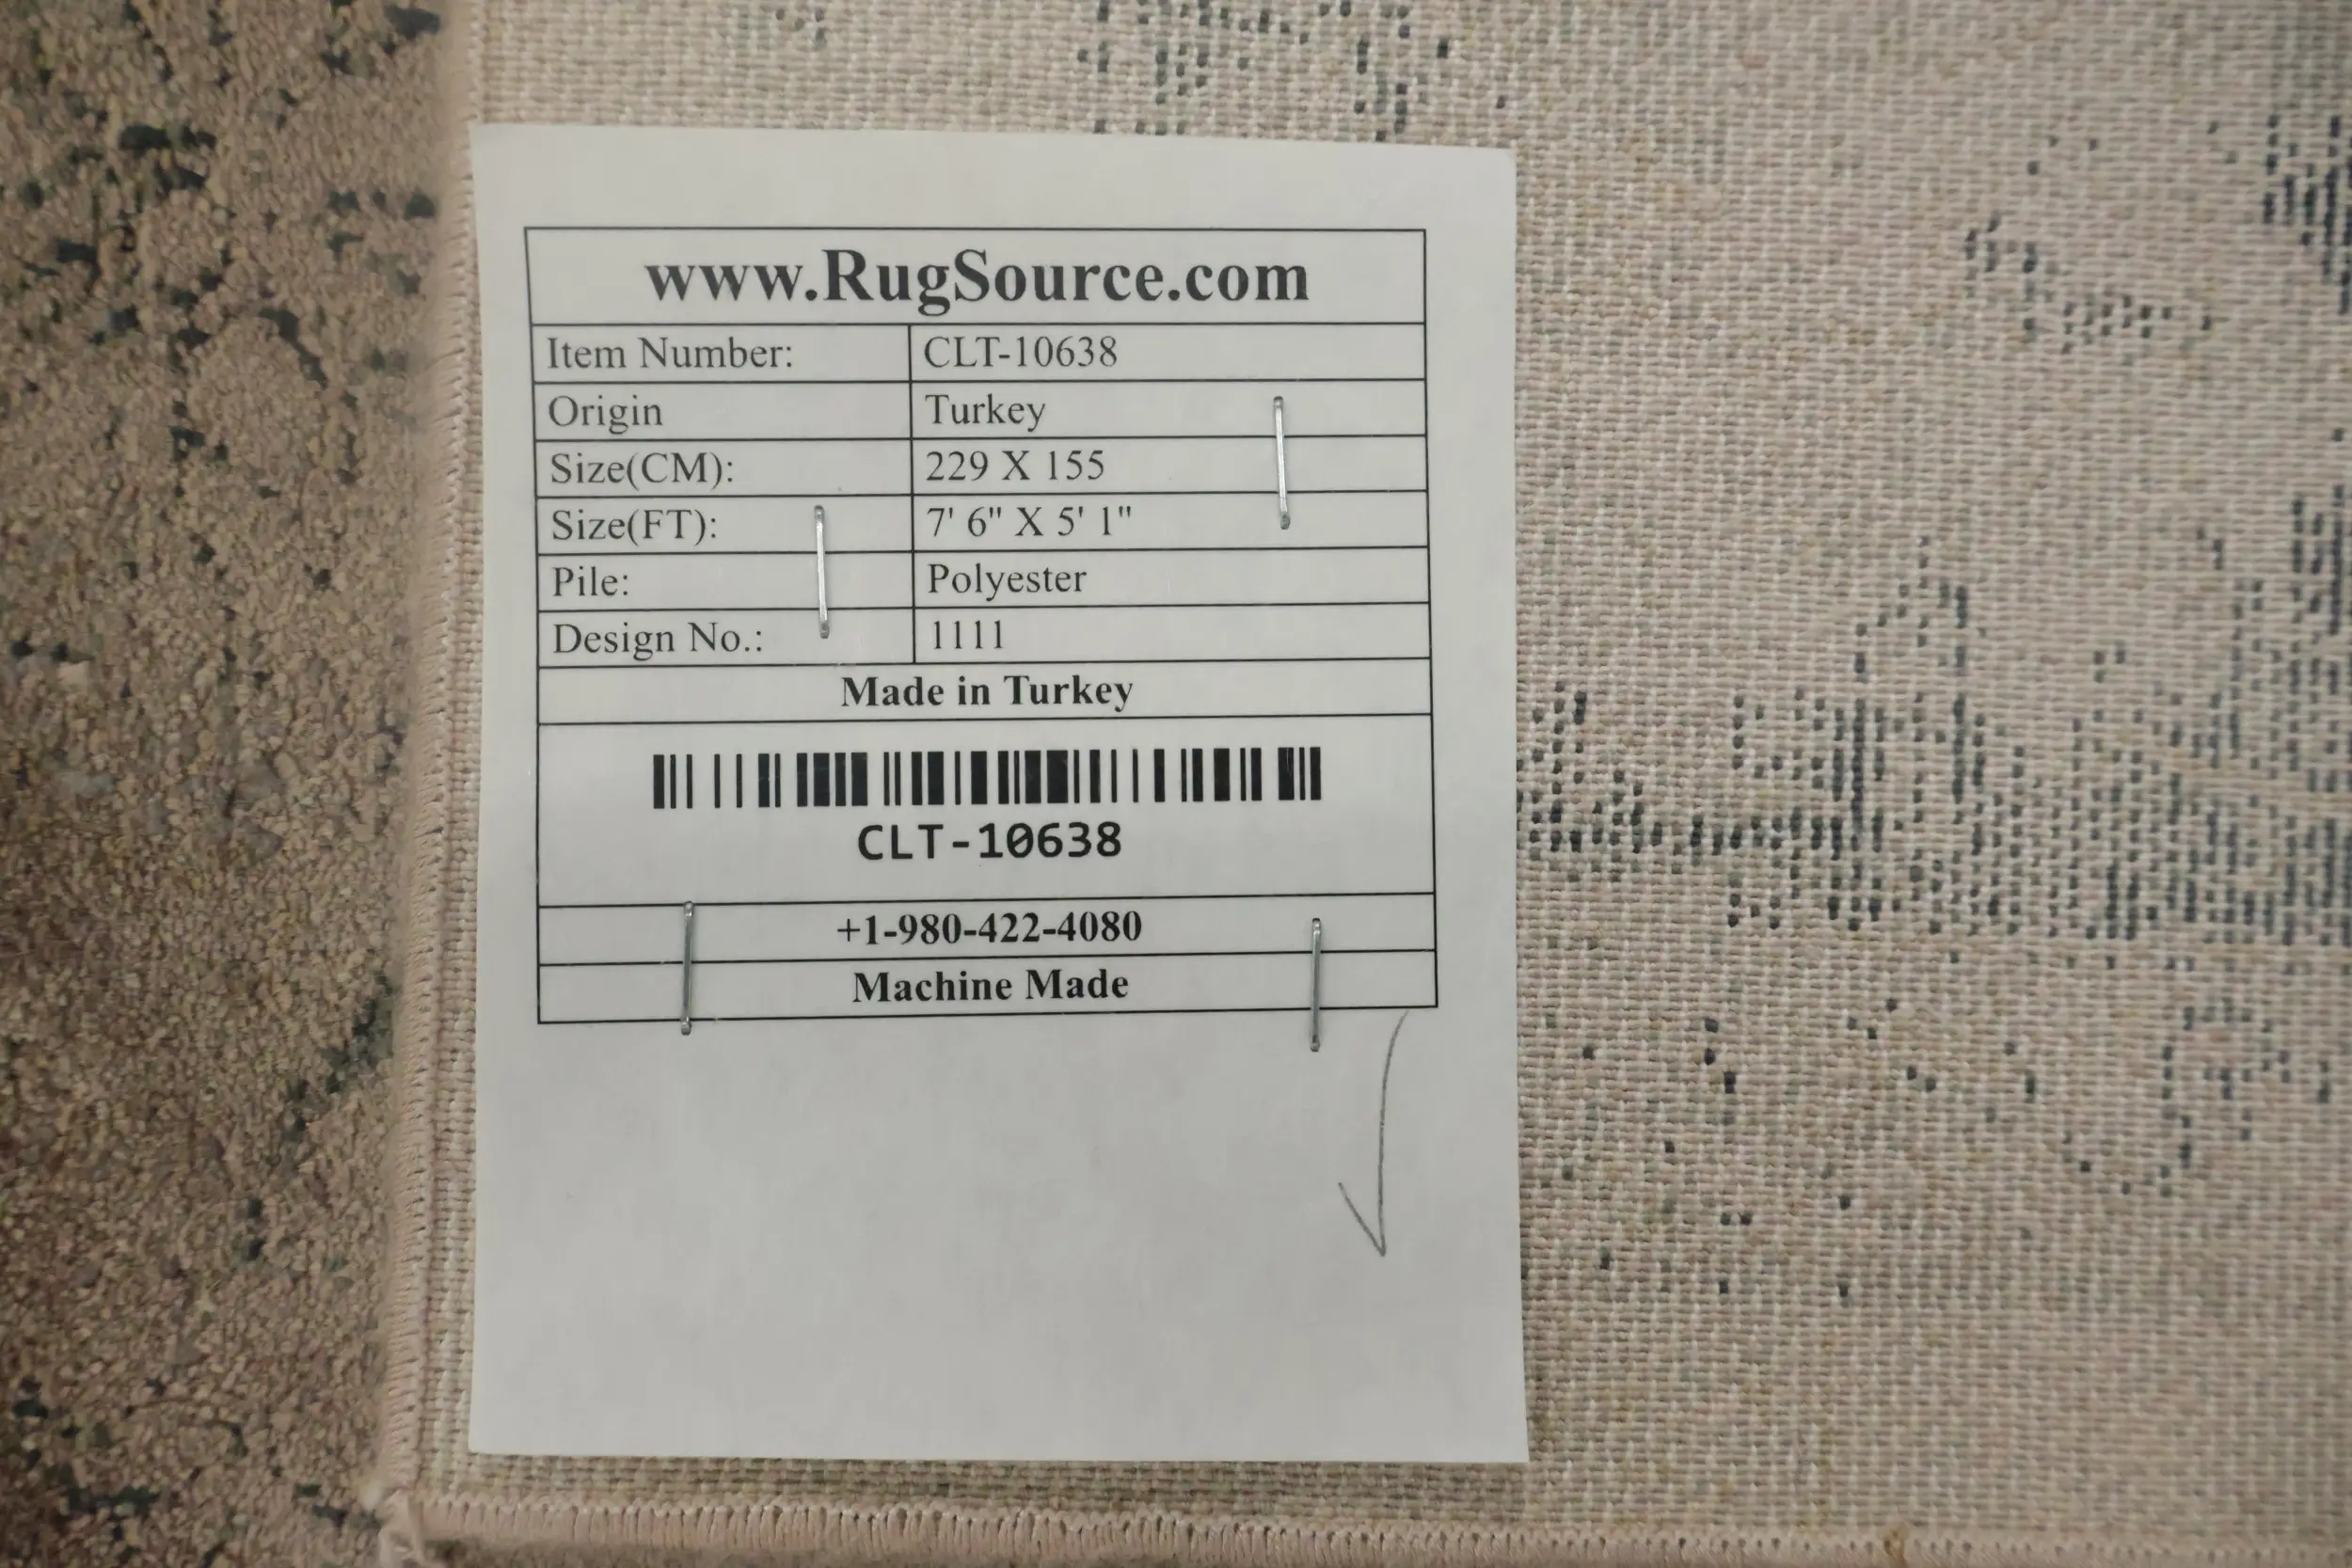 www.RugSource.com
Item Number: CLT-10638
Origin Turkey
Size(CM): 229 X 155
Size(FT): 7' 6" X 5' 1"
Pile: Polyester
Design No.: 1111
Made in Turkey
CLT-10638
+1-980-422-4080
Machine Made